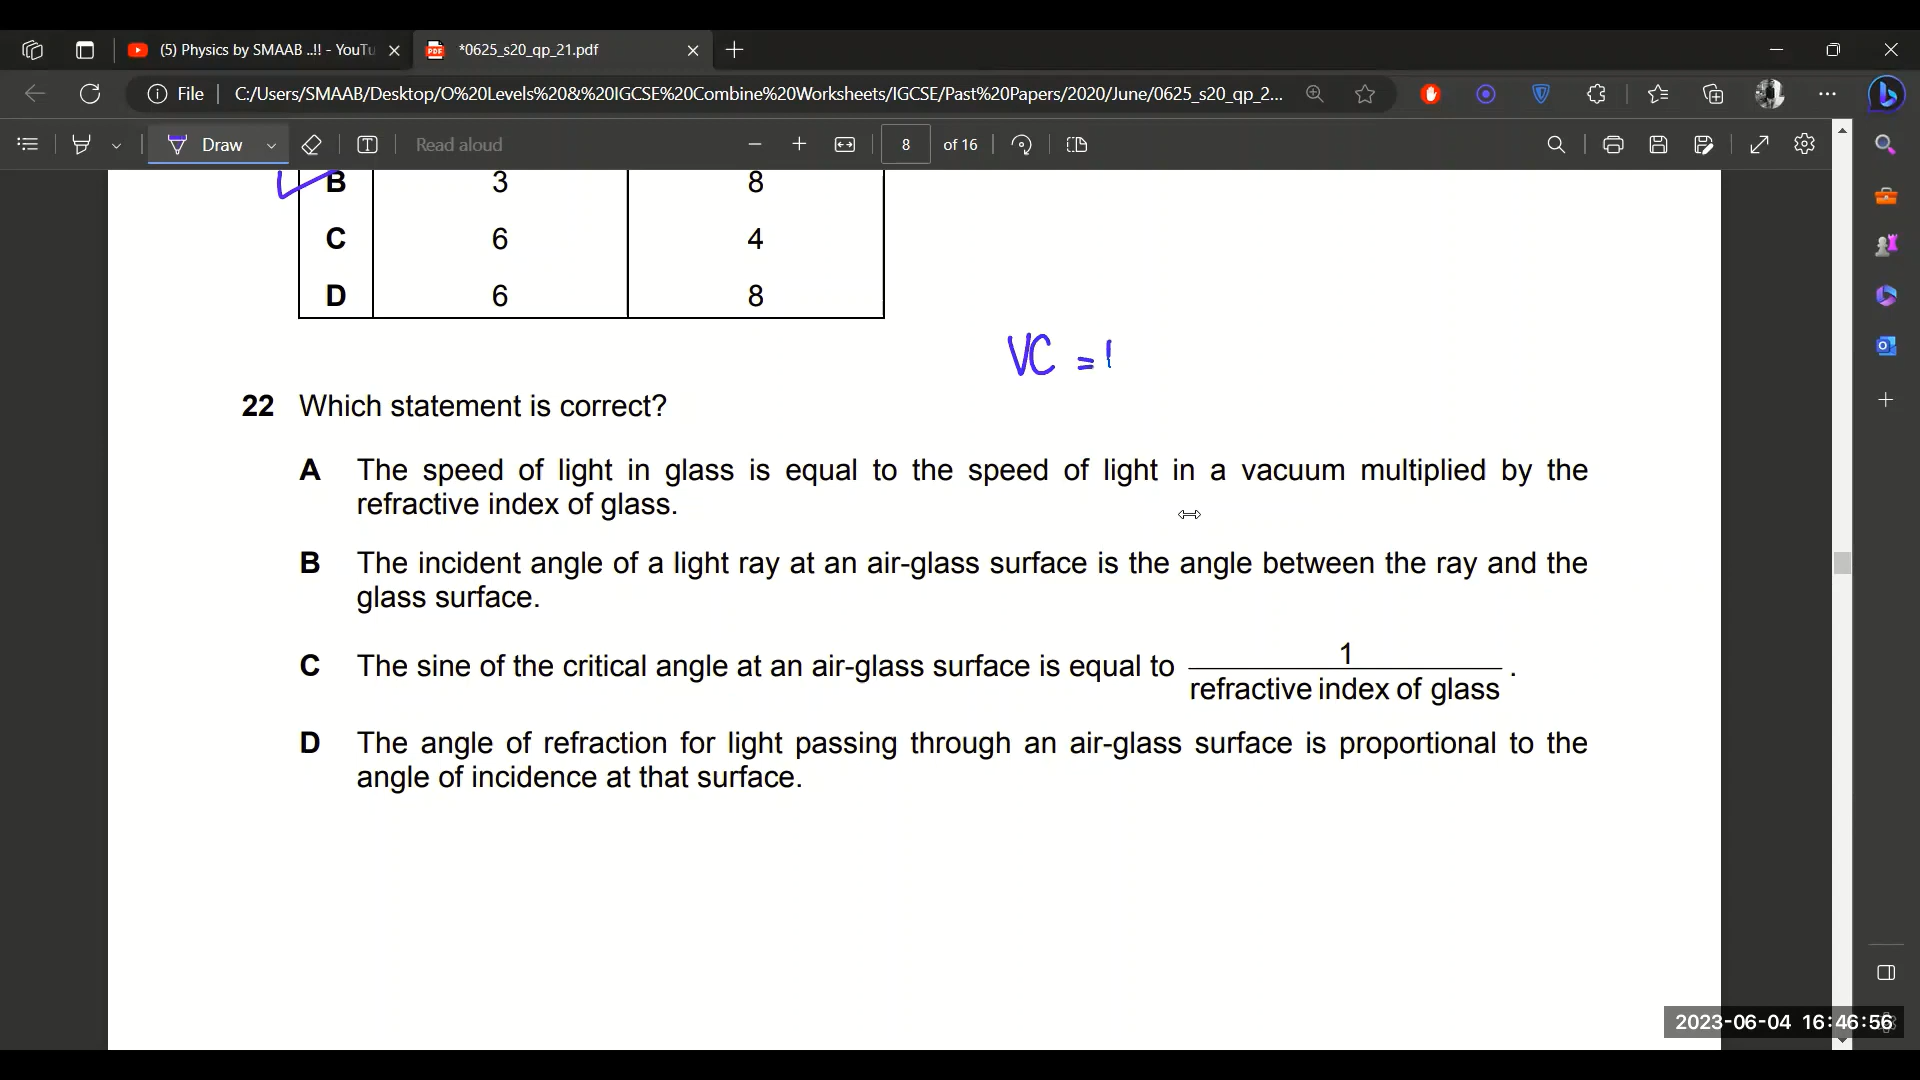 (5) Physics by SMAAB ..!! - YouTu
PDF
*0625_s20_qp_21.pdf
File
C:/Users/SMAAB/Desktop/O%20Levels%20&%20IGCSE%20Combine%20Worksheets/IGCSE/Past%20Papers/2020/June/0625_s20_qp_2...
Draw
Read aloud
8
of 16
B 3 8
C 6 4
D 6 8
VC = 1
22 Which statement is correct?
A The speed of light in glass is equal to the speed of light in a vacuum multiplied by the
refractive index of glass.
B The incident angle of a light ray at an air-glass surface is the angle between the ray and the
glass surface.
C The sine of the critical angle at an air-glass surface is equal to 1 / refractive index of glass .
D The angle of refraction for light passing through an air-glass surface is proportional to the
angle of incidence at that surface.
2023-06-04 16:46:56